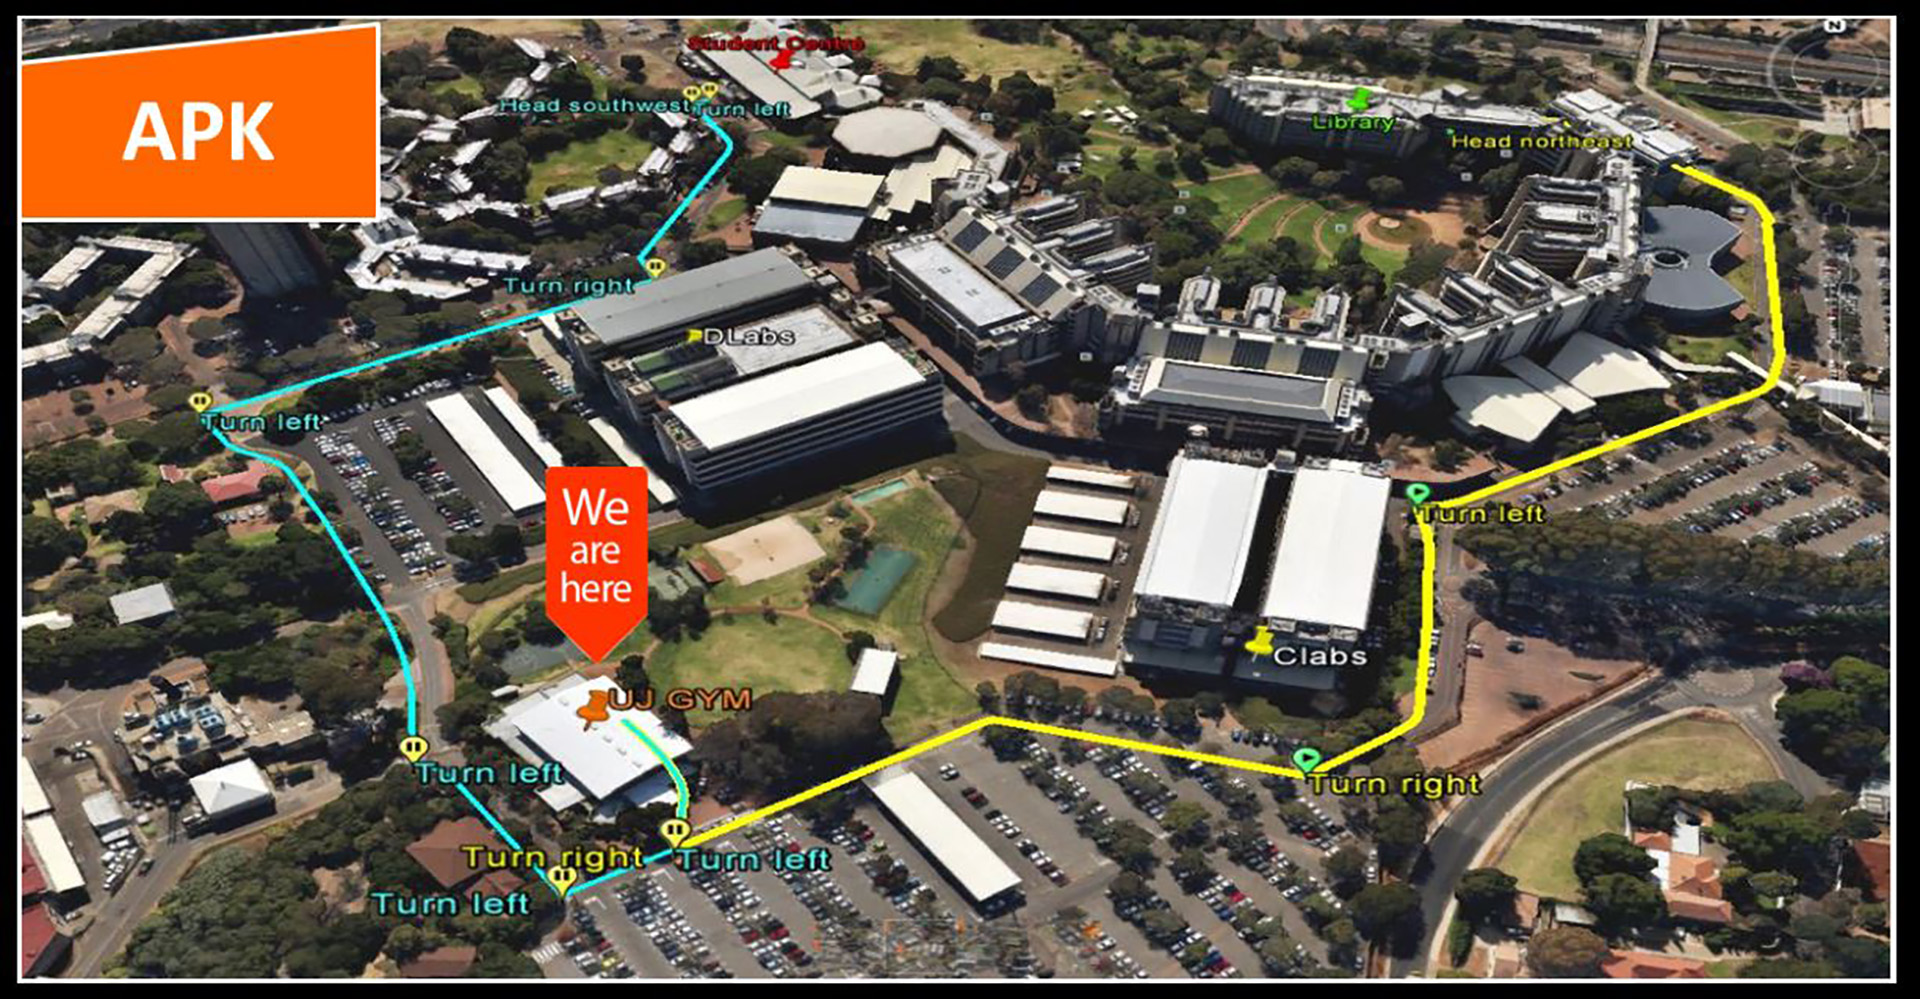 APK
Student Centre
Head southwest
Turn left
Library
Head northeast
Turn right
DLabs
Turn left
We
are
here
Turn left
Clabs
UJ GYM
Turn left
Turn right
Turn right
Turn left
Turn left
N